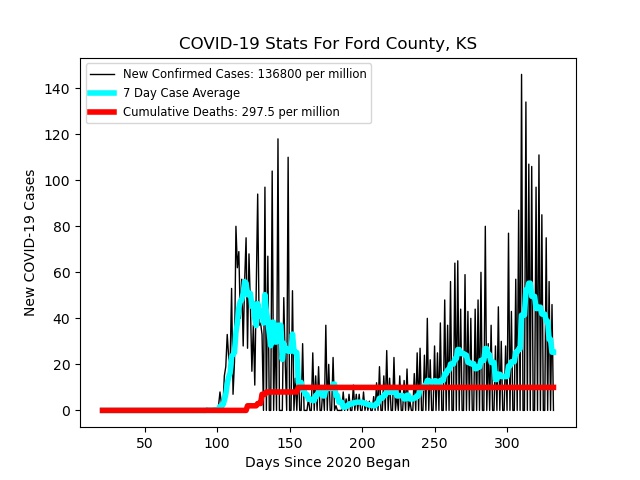 COVID-19 Stats For Ford County, KS
New Confirmed Cases: 136800 per million
7 Day Case Average
Cumulative Deaths: 297.5 per million
New COVID-19 Cases
140
120
100
80
60
40
20
0
50
100
150
200
250
300
Days Since 2020 Began